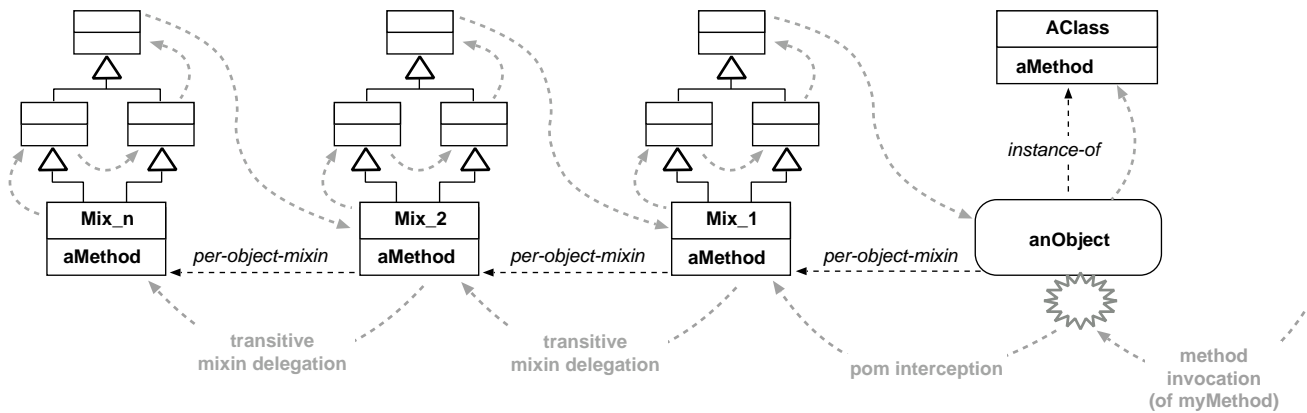 AClass
aMethod
instance-of
Mix_n
aMethod
per-object-mixin
Mix_2
aMethod
per-object-mixin
Mix_1
aMethod
per-object-mixin
anObject
transitive
mixin delegation
transitive
mixin delegation
pom interception
method
invocation
(of myMethod)